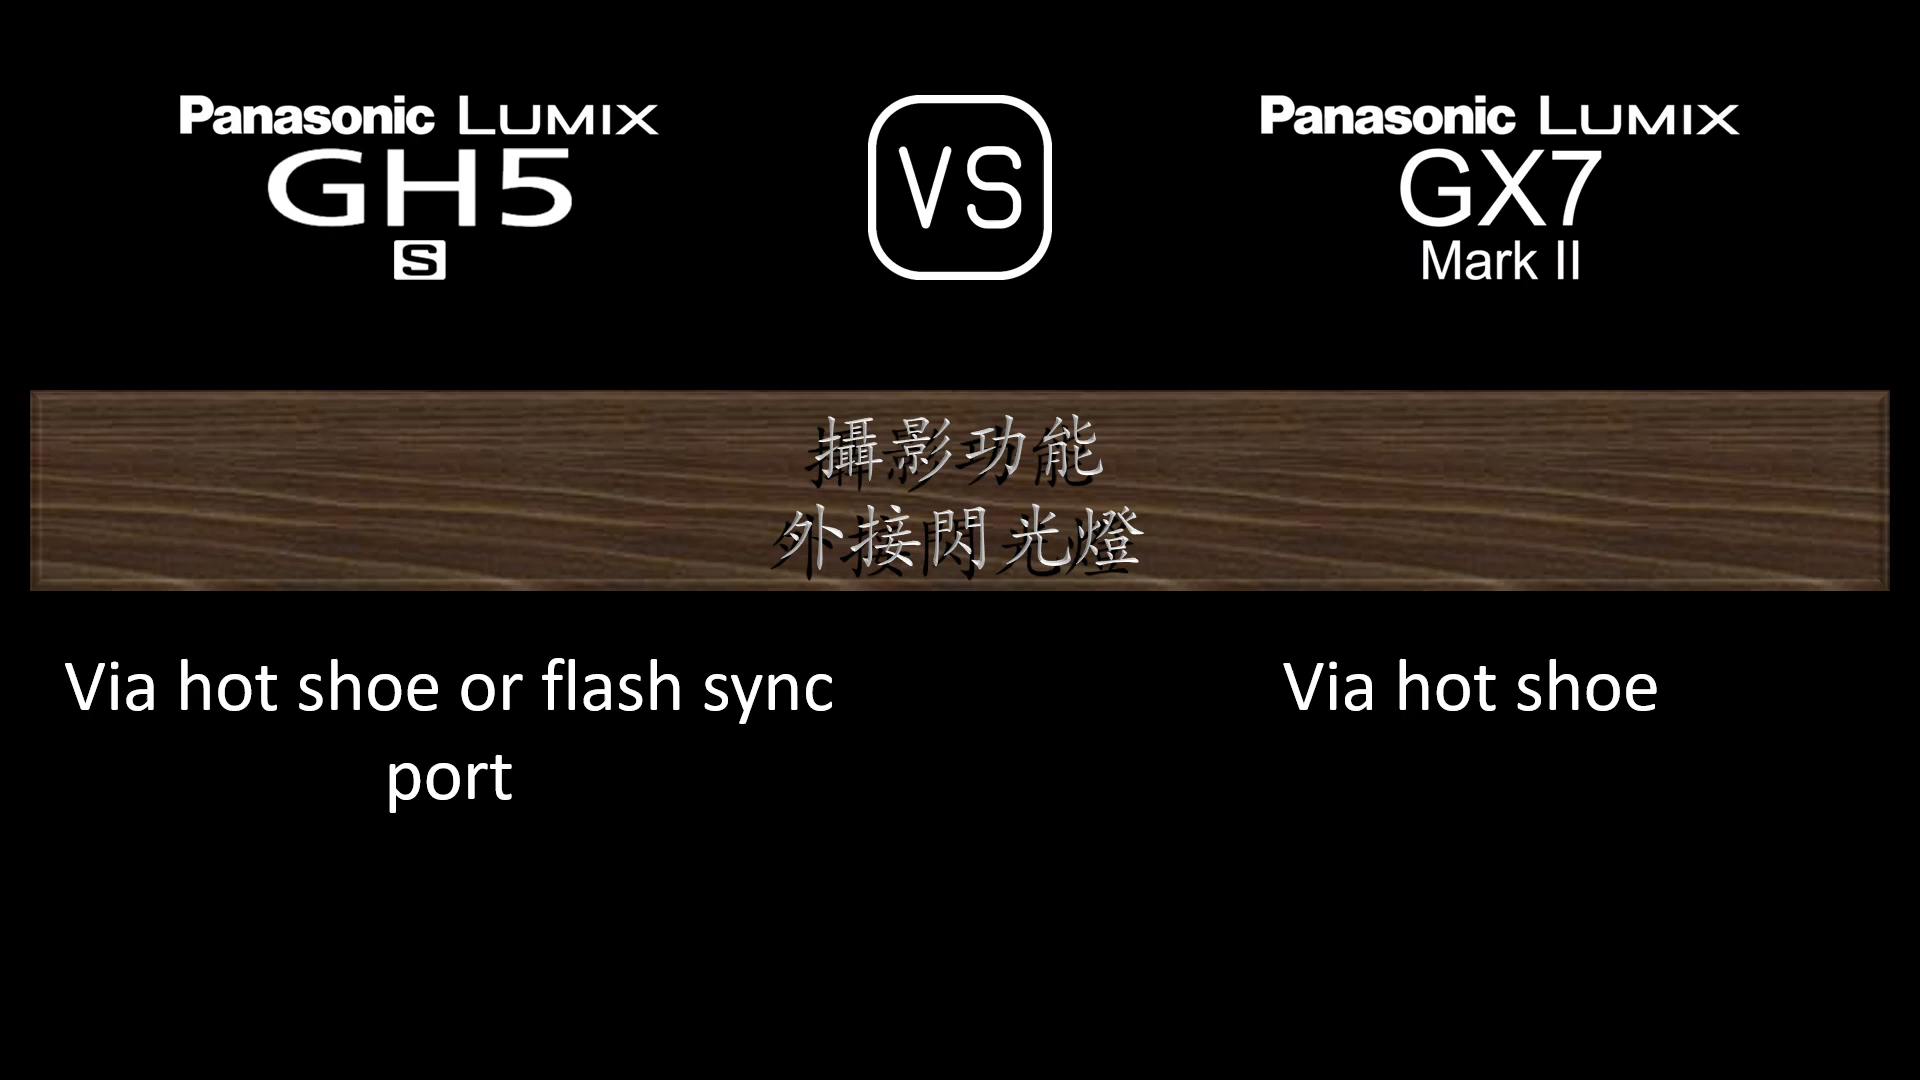 Panasonic LUMIX
GH5
S
VS
Panasonic LUMIX
GX7
Mark II
攝影功能
外接閃光燈
Via hot shoe or flash sync
port
Via hot shoe